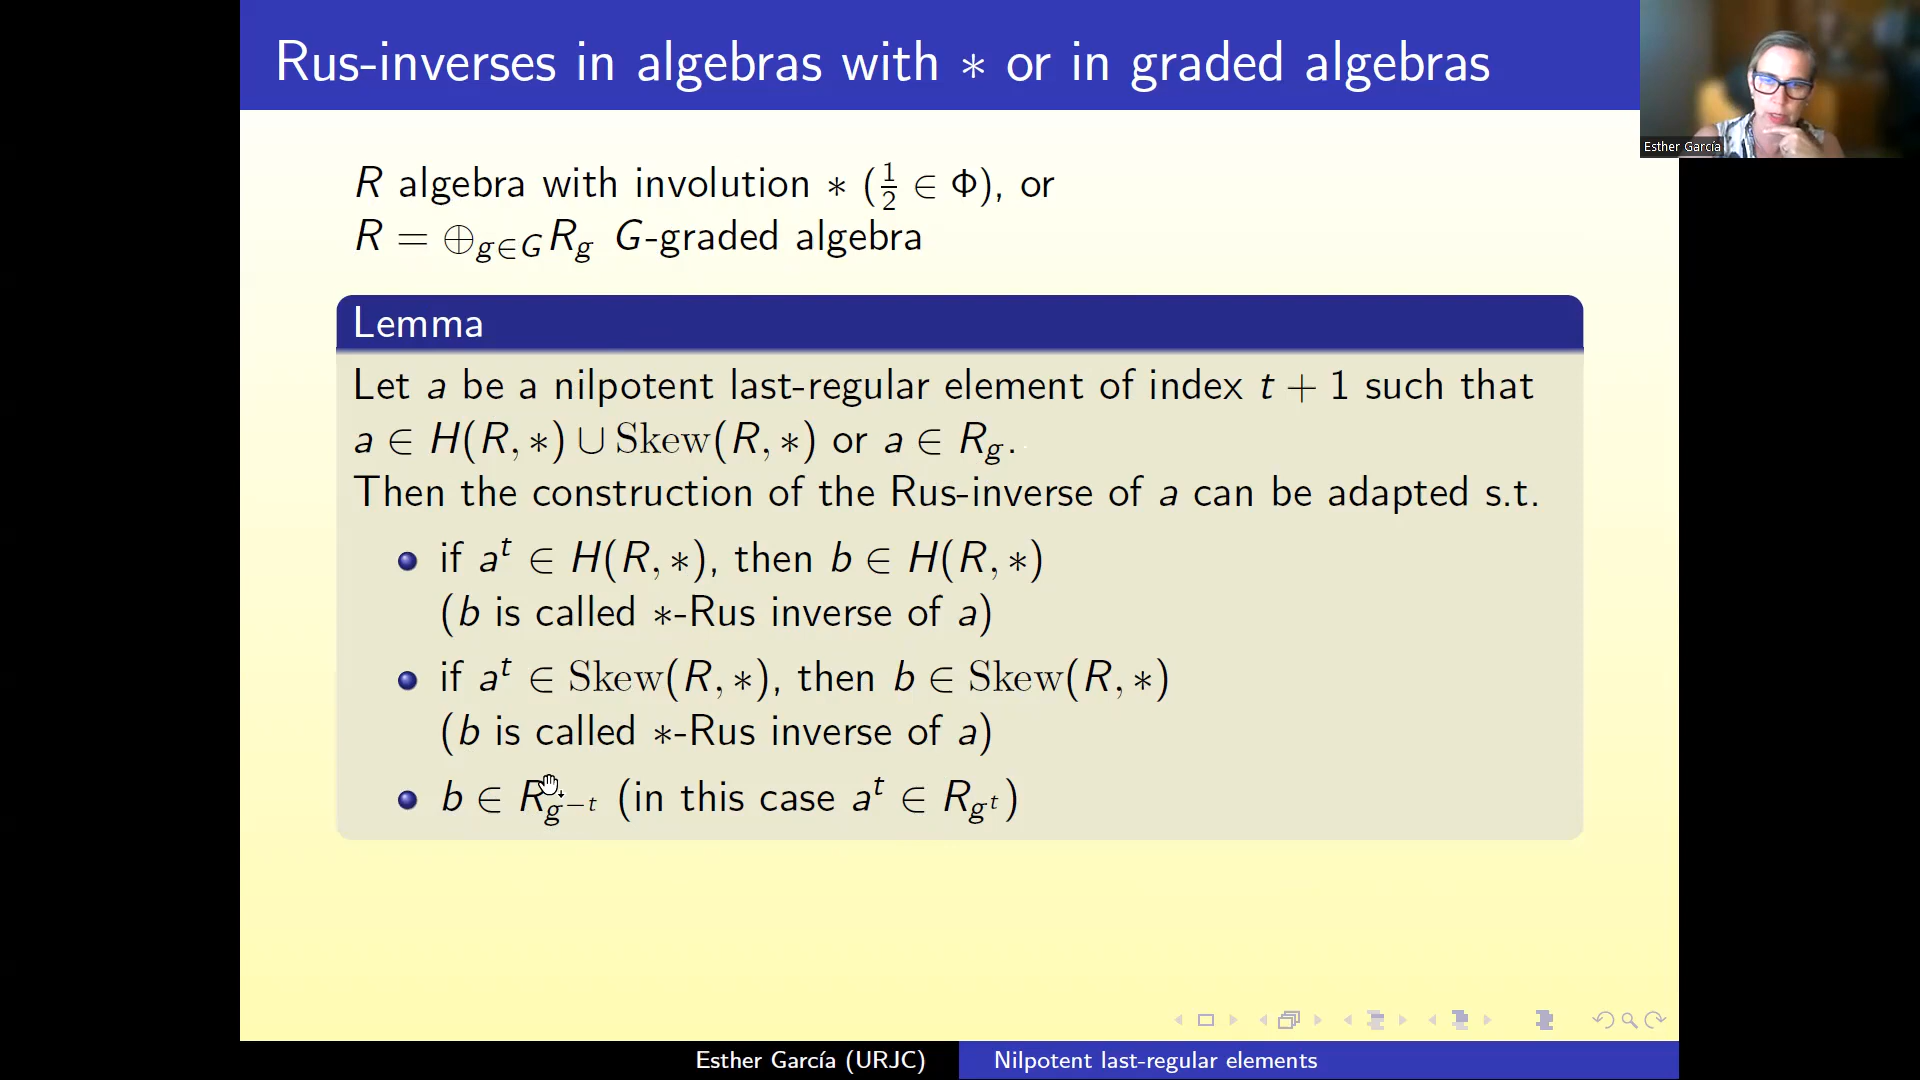 Rus-inverses in algebras with ∗ or in graded algebras
Esther García
R algebra with involution ∗ (1/2 ∈ Φ), or
R = ⊕_{g∈G} R_g G-graded algebra
Lemma
Let a be a nilpotent last-regular element of index t + 1 such that
a ∈ H(R, ∗) ∪ Skew(R, ∗) or a ∈ R_g.
Then the construction of the Rus-inverse of a can be adapted s.t.
if a^t ∈ H(R, ∗), then b ∈ H(R, ∗)
(b is called ∗-Rus inverse of a)
if a^t ∈ Skew(R, ∗), then b ∈ Skew(R, ∗)
(b is called ∗-Rus inverse of a)
b ∈ R_{g^{−t}} (in this case a^t ∈ R_{g^t})
Esther García (URJC)
Nilpotent last-regular elements